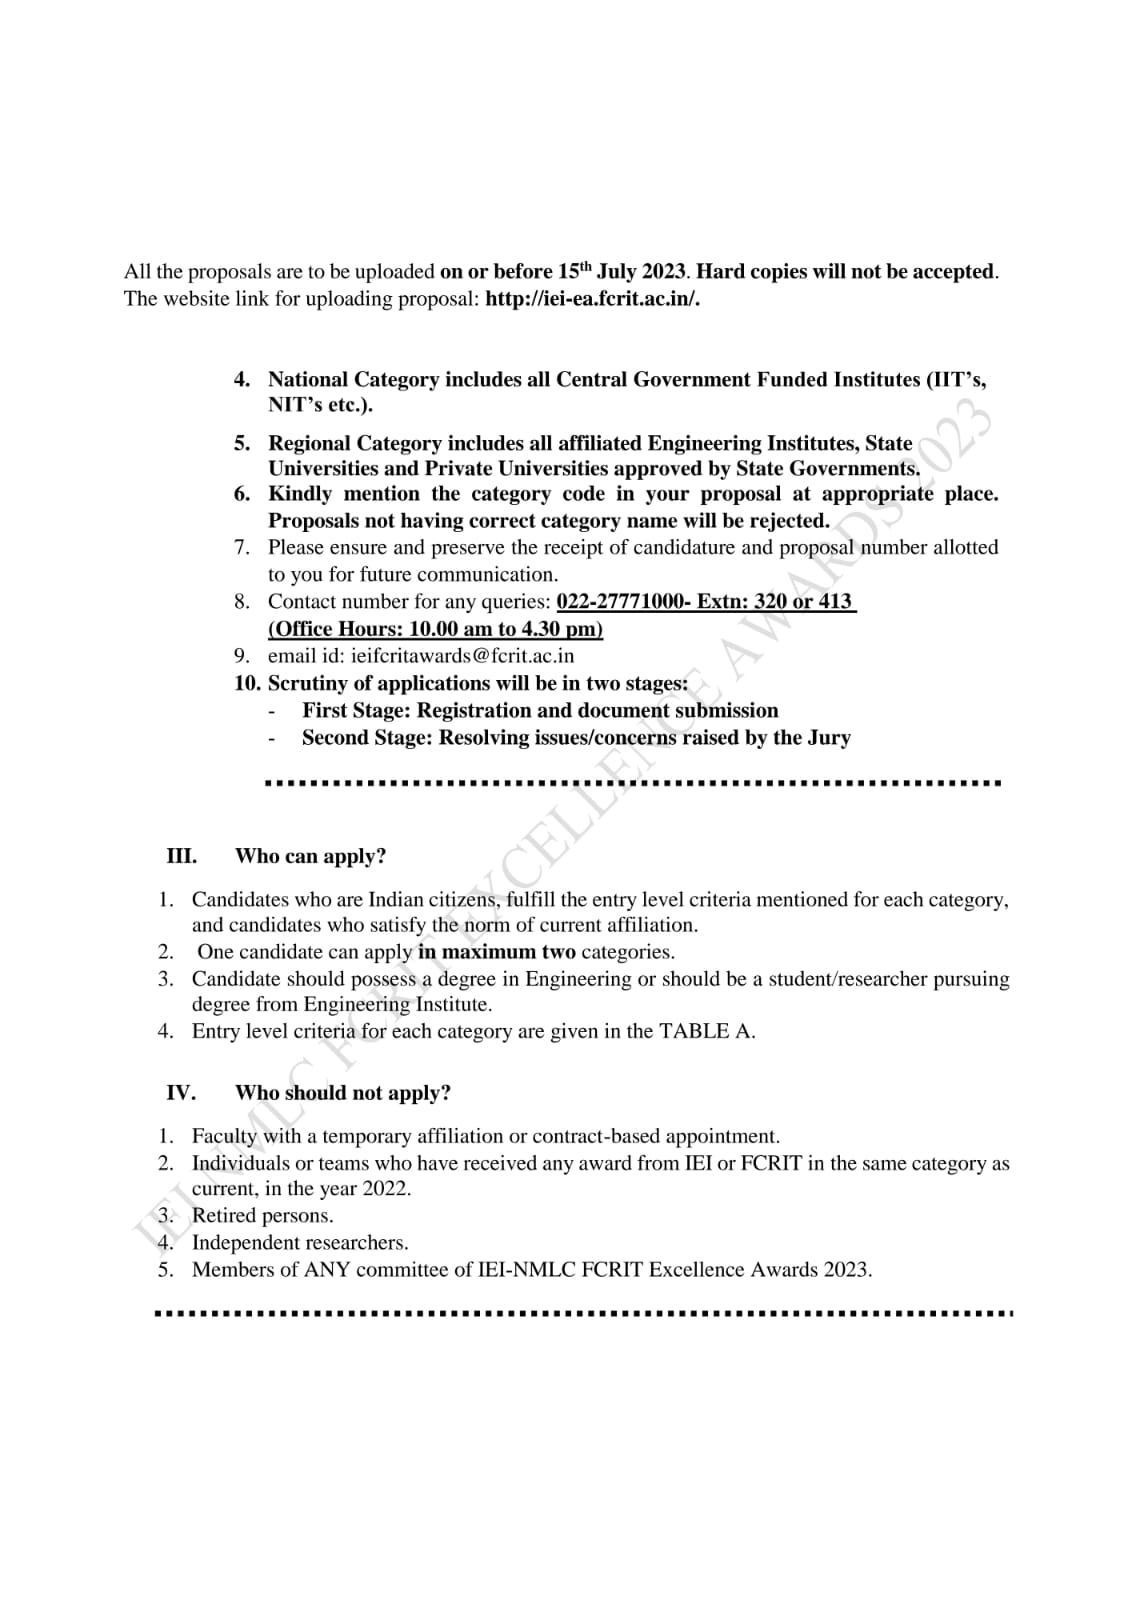 All the proposals are to be uploaded on or before 15th July 2023. Hard copies will not be accepted.
The website link for uploading proposal: http://iei-ea.fcrit.ac.in/.
4. National Category includes all Central Government Funded Institutes (IIT’s,
NIT’s etc.).
5. Regional Category includes all affiliated Engineering Institutes, State
Universities and Private Universities approved by State Governments.
6. Kindly mention the category code in your proposal at appropriate place.
Proposals not having correct category name will be rejected.
7. Please ensure and preserve the receipt of candidature and proposal number allotted
to you for future communication.
8. Contact number for any queries: 022-27771000- Extn: 320 or 413
(Office Hours: 10.00 am to 4.30 pm)
9. email id: ieifcritawards@fcrit.ac.in
10. Scrutiny of applications will be in two stages:
- First Stage: Registration and document submission
- Second Stage: Resolving issues/concerns raised by the Jury
III. Who can apply?
1. Candidates who are Indian citizens, fulfill the entry level criteria mentioned for each category,
and candidates who satisfy the norm of current affiliation.
2. One candidate can apply in maximum two categories.
3. Candidate should possess a degree in Engineering or should be a student/researcher pursuing
degree from Engineering Institute.
4. Entry level criteria for each category are given in the TABLE A.
IV. Who should not apply?
1. Faculty with a temporary affiliation or contract-based appointment.
2. Individuals or teams who have received any award from IEI or FCRIT in the same category as
current, in the year 2022.
3. Retired persons.
4. Independent researchers.
5. Members of ANY committee of IEI-NMLC FCRIT Excellence Awards 2023.
IEI NMLC FCRIT EXCELLENCE AWARDS 2023